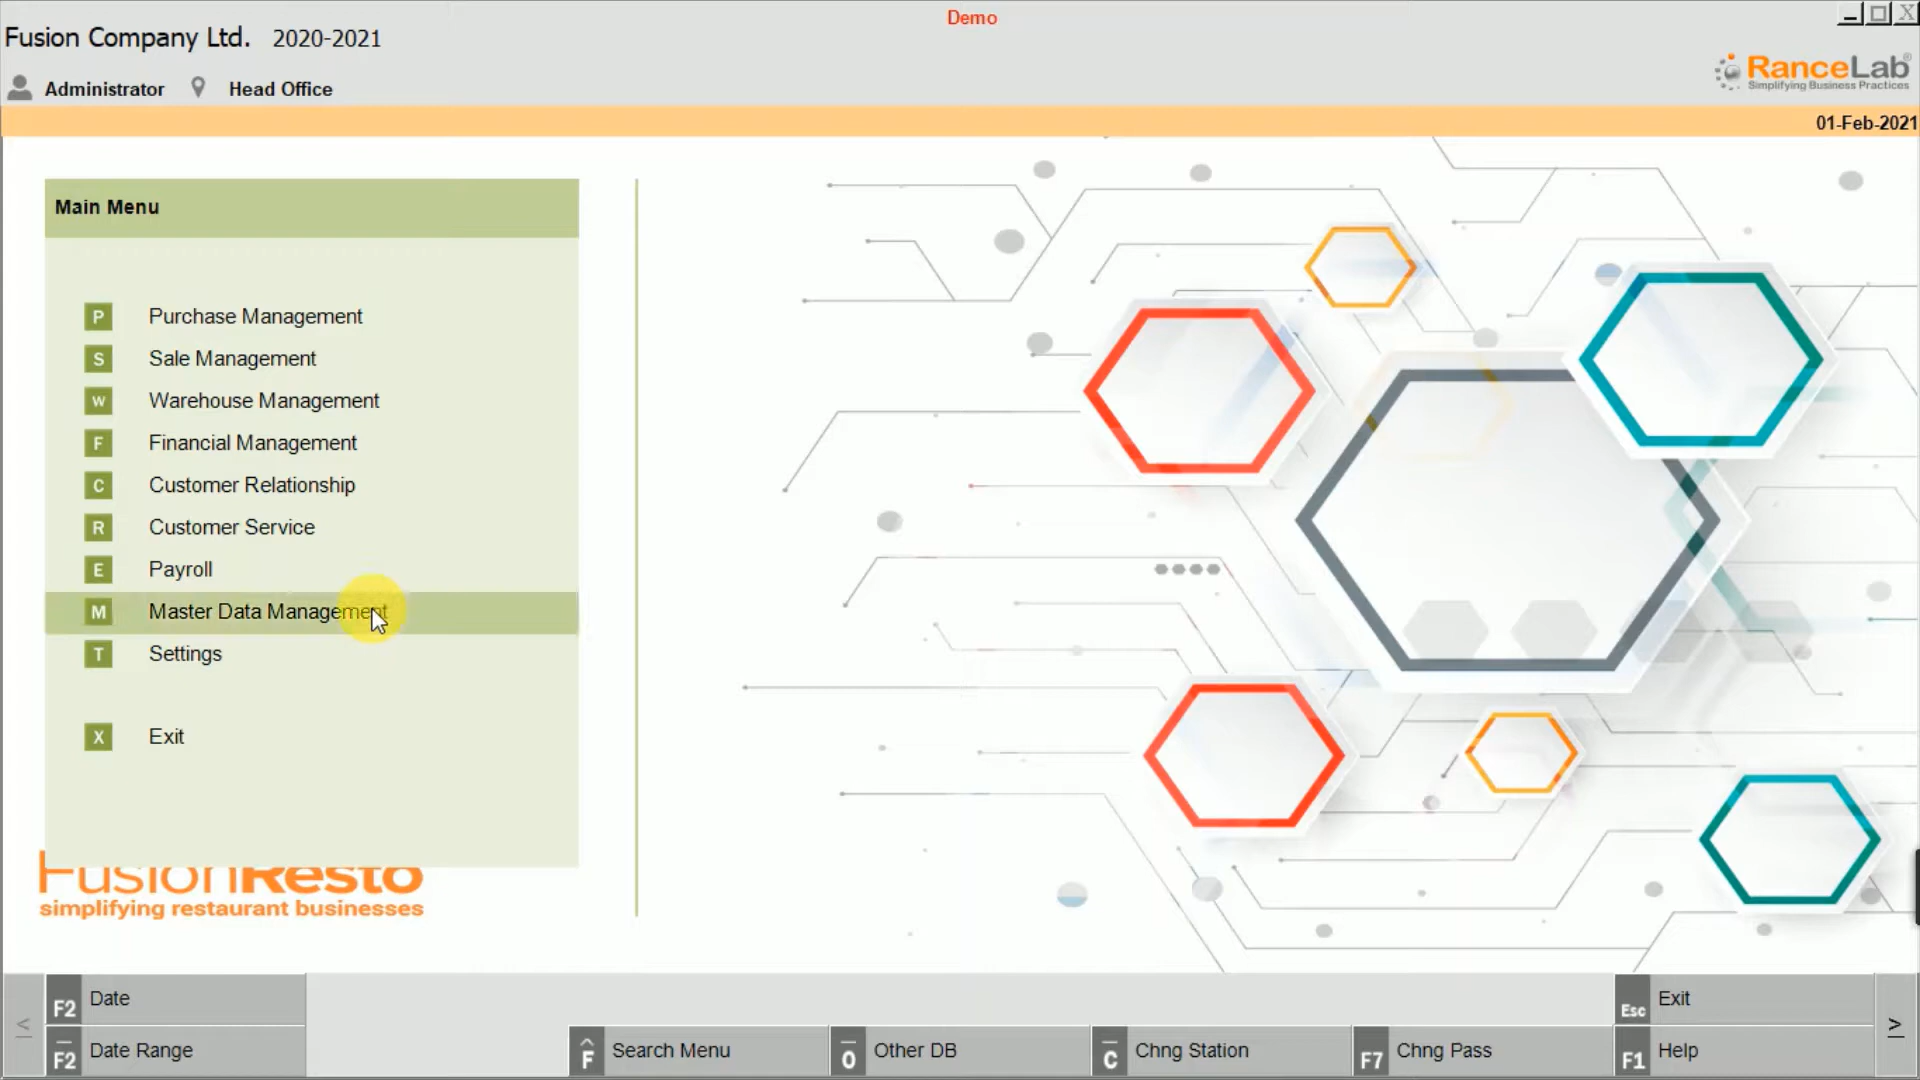 Demo
Fusion Company Ltd. 2020-2021
Administrator Head Office
RanceLab®
Simplifying Business Practices
01-Feb-2021
Main Menu
P Purchase Management
S Sale Management
W Warehouse Management
F Financial Management
C Customer Relationship
R Customer Service
E Payroll
M Master Data Management
T Settings
X Exit
FusionResto
simplifying restaurant businesses
F2 Date
Esc Exit
F2 Date Range
F Search Menu
O Other DB
C Chng Station
F7 Chng Pass
F1 Help